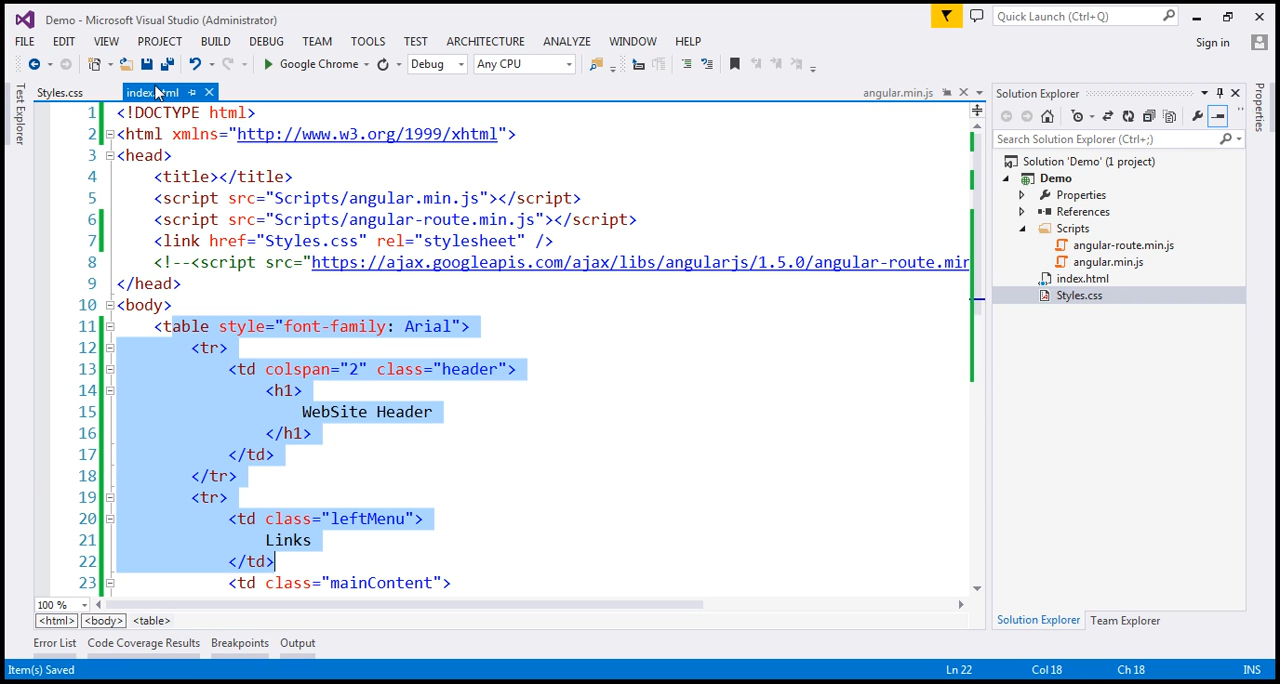 Demo - Microsoft Visual Studio (Administrator)
Quick Launch (Ctrl+Q)
FILE EDIT VIEW PROJECT BUILD DEBUG TEAM TOOLS TEST ARCHITECTURE ANALYZE WINDOW HELP
Sign in
Google Chrome Debug Any CPU
Test Explorer
Styles.css index.html angular.min.js
1 <!DOCTYPE html>
2 <html xmlns="http://www.w3.org/1999/xhtml">
3 <head>
4 <title></title>
5 <script src="Scripts/angular.min.js"></script>
6 <script src="Scripts/angular-route.min.js"></script>
7 <link href="Styles.css" rel="stylesheet" />
8 <!--<script src="https://ajax.googleapis.com/ajax/libs/angularjs/1.5.0/angular-route.min
9 </head>
10 <body>
11 <table style="font-family: Arial">
12 <tr>
13 <td colspan="2" class="header">
14 <h1>
15 WebSite Header
16 </h1>
17 </td>
18 </tr>
19 <tr>
20 <td class="leftMenu">
21 Links
22 </td>
23 <td class="mainContent">
100 %
<html> <body> <table>
Solution Explorer
Search Solution Explorer (Ctrl+;)
Solution 'Demo' (1 project)
Demo
Properties
References
Scripts
angular-route.min.js
angular.min.js
index.html
Styles.css
Solution Explorer Team Explorer
Properties
Error List Code Coverage Results Breakpoints Output
Item(s) Saved Ln 22 Col 18 Ch 18 INS